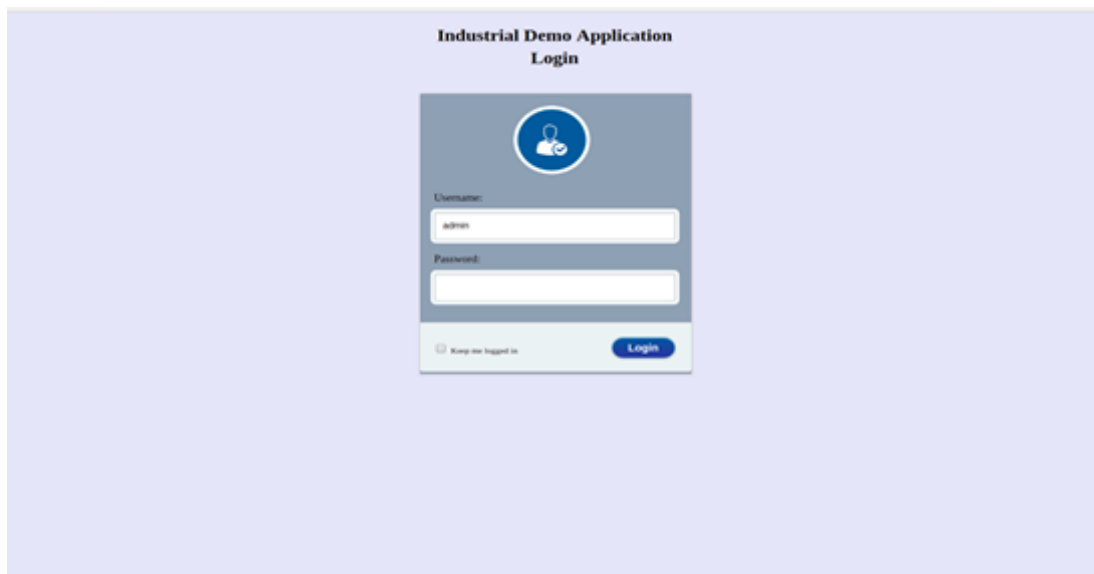 Industrial Demo Application
Login
Username:
admin
Password:
Keep me logged in
Login